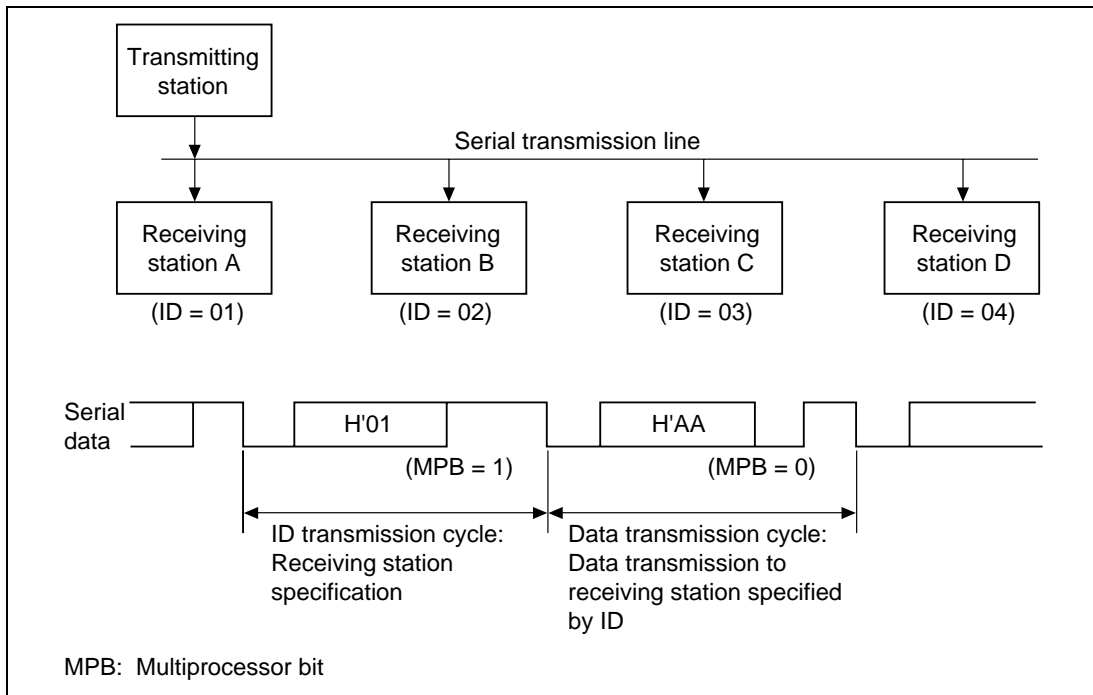 Transmitting
station
Serial transmission line
Receiving
station A
Receiving
station B
Receiving
station C
Receiving
station D
(ID = 01)
(ID = 02)
(ID = 03)
(ID = 04)
Serial
data
H'01
H'AA
(MPB = 1)
(MPB = 0)
ID transmission cycle:
Receiving station
specification
Data transmission cycle:
Data transmission to
receiving station specified
by ID
MPB: Multiprocessor bit